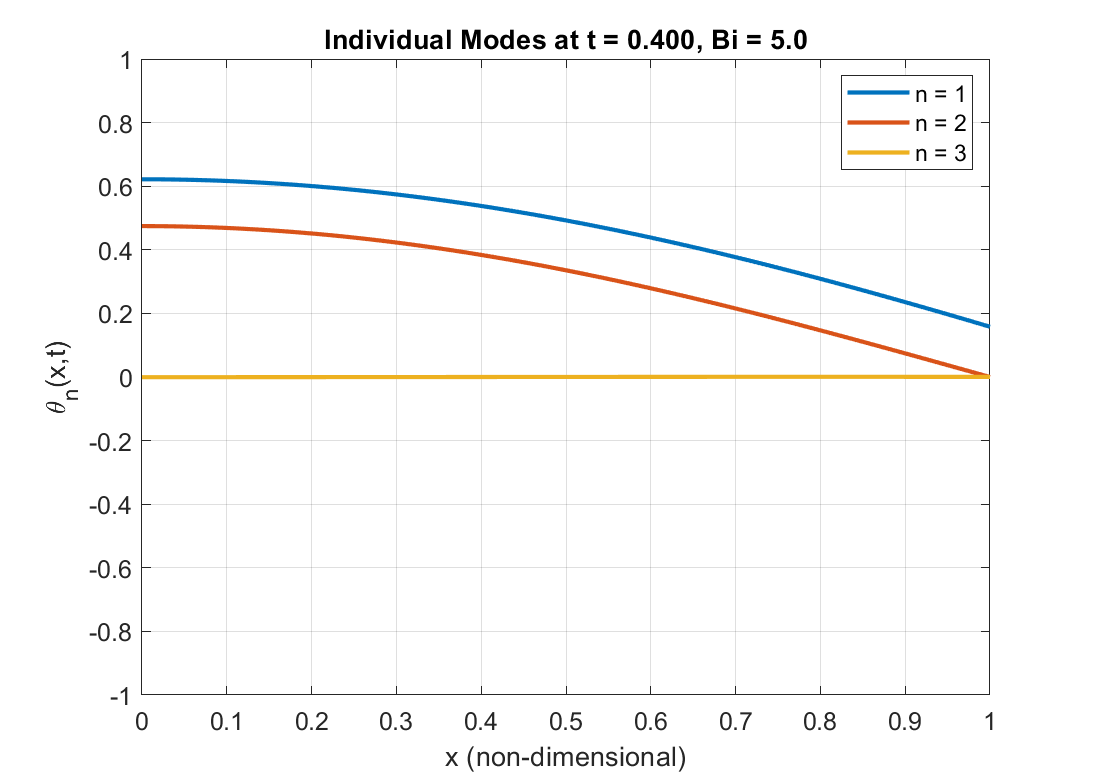 Individual Modes at t = 0.400, Bi = 5.0
n = 1
n = 2
n = 3
1
0.8
0.6
0.4
0.2
0
-0.2
-0.4
-0.6
-0.8
-1
θn(x,t)
0 0.1 0.2 0.3 0.4 0.5 0.6 0.7 0.8 0.9 1
x (non-dimensional)